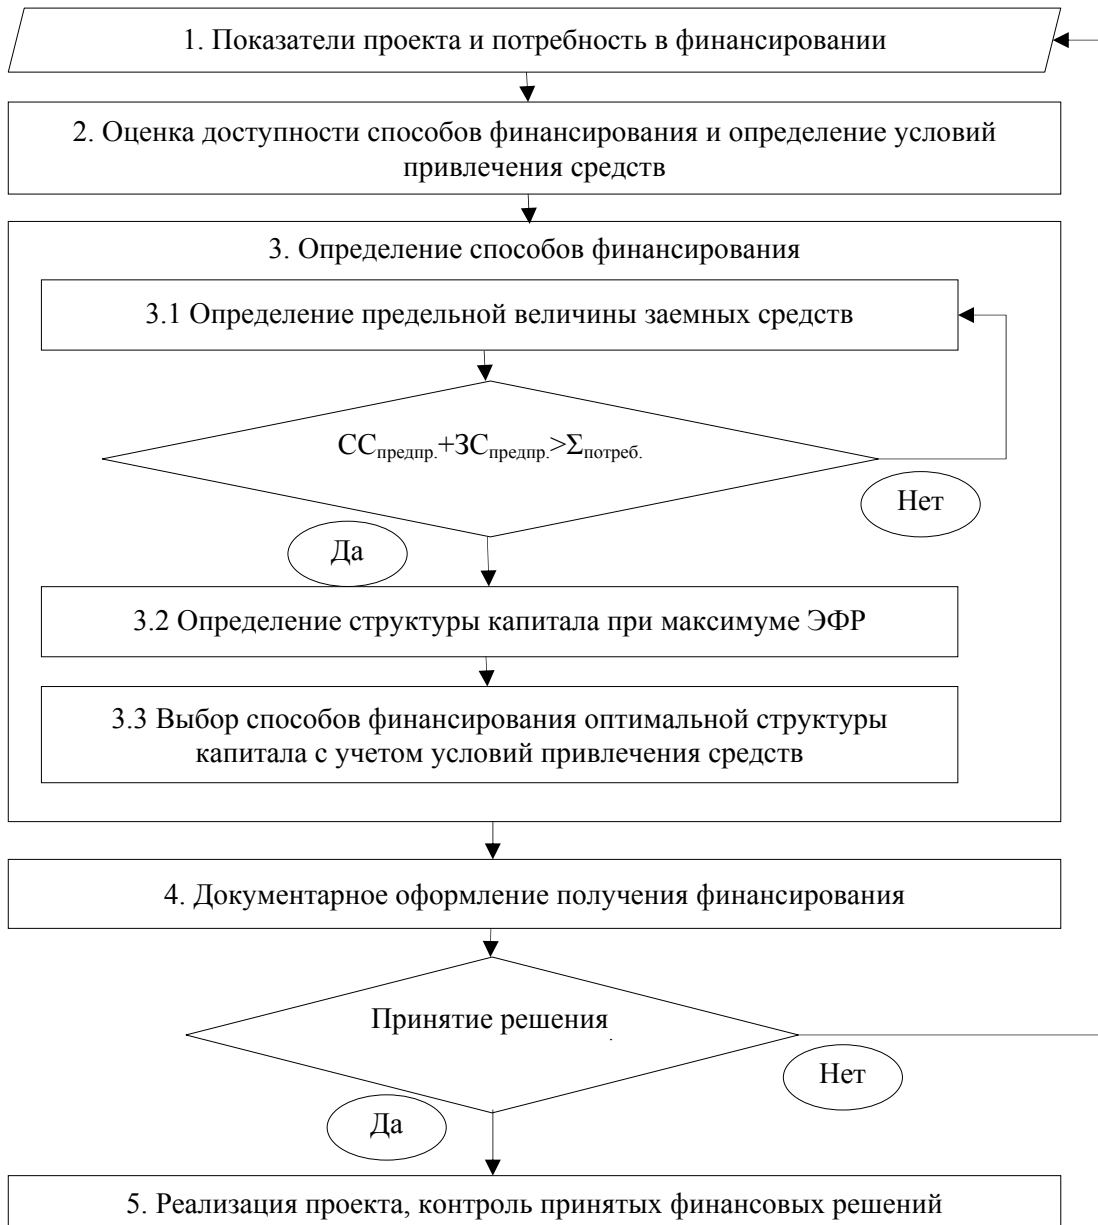 1. Показатели проекта и потребность в финансировании
2. Оценка доступности способов финансирования и определение условий
привлечения средств
3. Определение способов финансирования
3.1 Определение предельной величины заемных средств
ССпредпр.+ЗСпредпр.>Σпотреб.
Нет
Да
3.2 Определение структуры капитала при максимуме ЭФР
3.3 Выбор способов финансирования оптимальной структуры
капитала с учетом условий привлечения средств
4. Документарное оформление получения финансирования
Принятие решения.
Нет
Да
5. Реализация проекта, контроль принятых финансовых решений